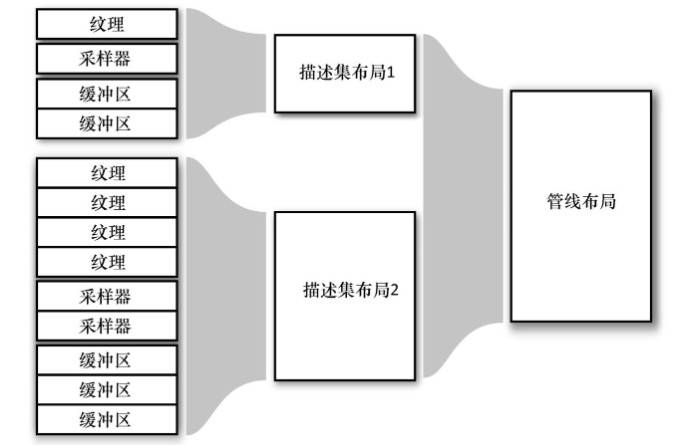 纹理
采样器
缓冲区
缓冲区
描述集布局1
纹理
纹理
纹理
纹理
采样器
采样器
缓冲区
缓冲区
缓冲区
描述集布局2
管线布局